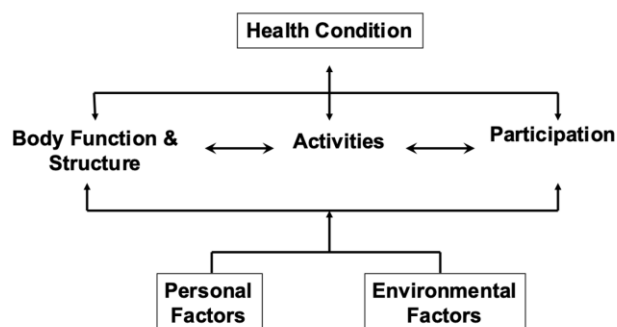 Health Condition
Body Function &
Structure
Activities
Participation
Personal
Factors
Environmental
Factors